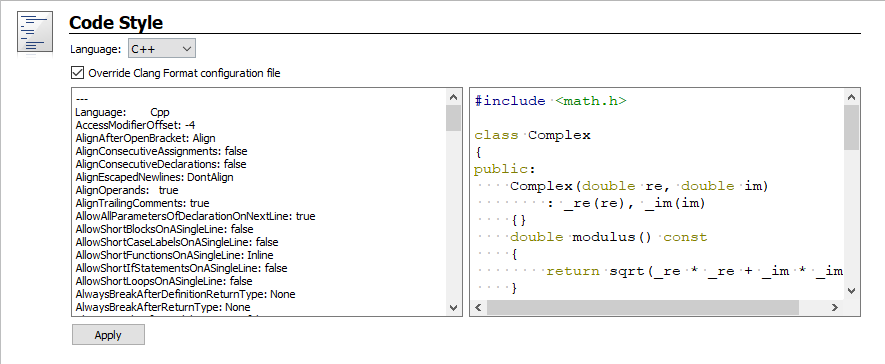 Code Style
Language: C++
Override Clang Format configuration file
---
Language: Cpp
AccessModifierOffset: -4
AlignAfterOpenBracket: Align
AlignConsecutiveAssignments: false
AlignConsecutiveDeclarations: false
AlignEscapedNewlines: DontAlign
AlignOperands: true
AlignTrailingComments: true
AllowAllParametersOfDeclarationOnNextLine: true
AllowShortBlocksOnASingleLine: false
AllowShortCaseLabelsOnASingleLine: false
AllowShortFunctionsOnASingleLine: Inline
AllowShortIfStatementsOnASingleLine: false
AllowShortLoopsOnASingleLine: false
AlwaysBreakAfterDefinitionReturnType: None
AlwaysBreakAfterReturnType: None
#include <math.h>
class Complex
{
public:
Complex(double re, double im)
: _re(re), _im(im)
{}
double modulus() const
{
return sqrt(_re * _re + _im * _im
}
Apply